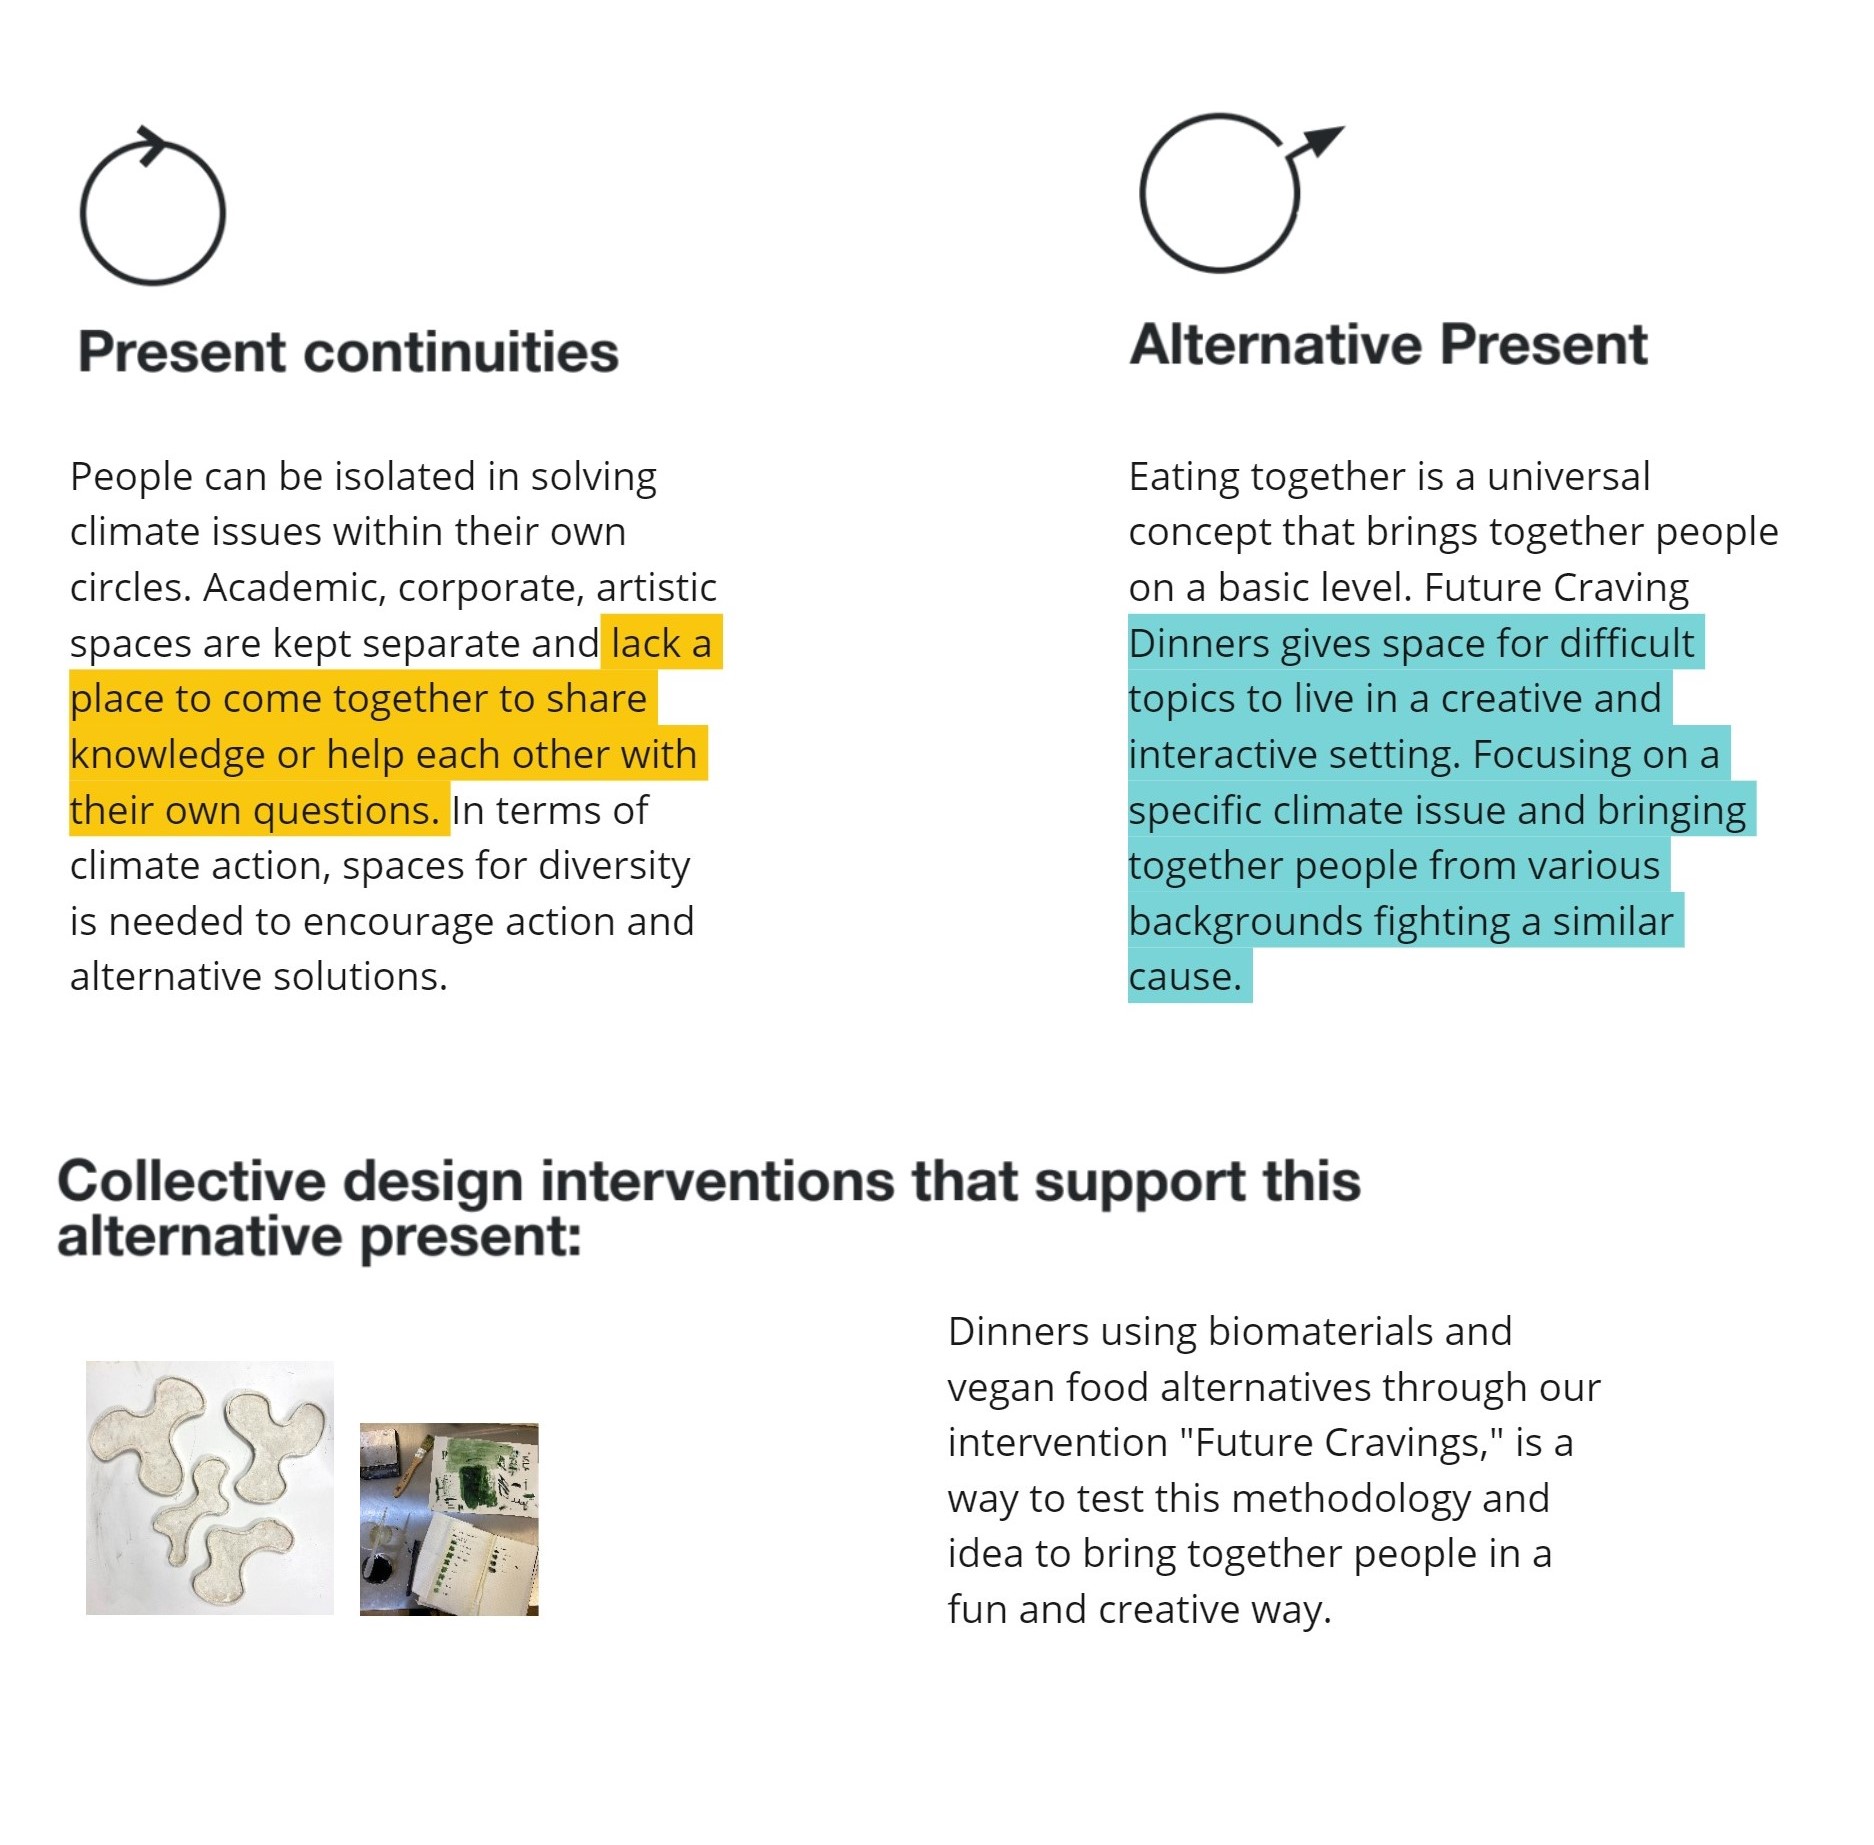 Present continuities
People can be isolated in solving
climate issues within their own
circles. Academic, corporate, artistic
spaces are kept separate and lack a
place to come together to share
knowledge or help each other with
their own questions. In terms of
climate action, spaces for diversity
is needed to encourage action and
alternative solutions.
Alternative Present
Eating together is a universal
concept that brings together people
on a basic level. Future Craving
Dinners gives space for difficult
topics to live in a creative and
interactive setting. Focusing on a
specific climate issue and bringing
together people from various
backgrounds fighting a similar
cause.
Collective design interventions that support this
alternative present:
Dinners using biomaterials and
vegan food alternatives through our
intervention "Future Cravings," is a
way to test this methodology and
idea to bring together people in a
fun and creative way.